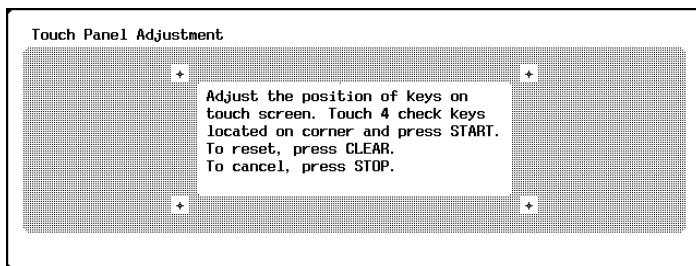 Touch Panel Adjustment
Adjust the position of keys on
touch screen. Touch 4 check keys
located on corner and press START.
To reset, press CLEAR.
To cancel, press STOP.